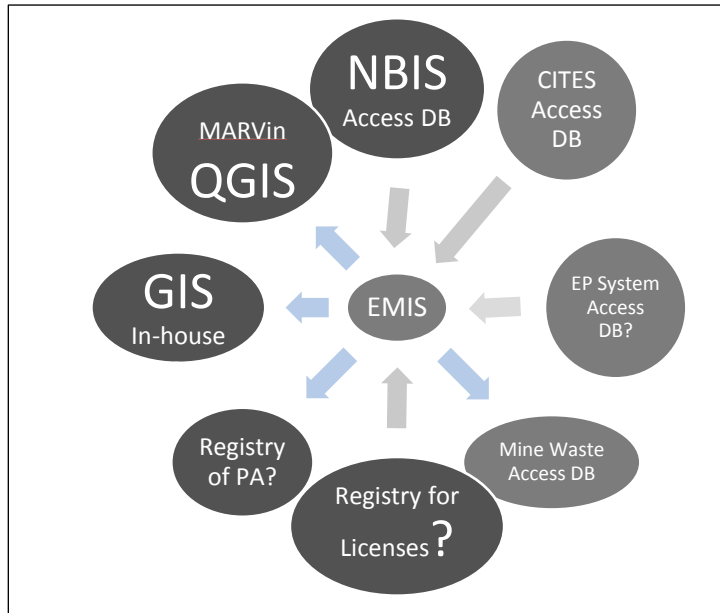 NBIS
Access DB
CITES
Access
DB
MARVin
QGIS
GIS
In-house
EMIS
EP System
Access
DB?
Registry
of PA?
Registry for
Licenses?
Mine Waste
Access DB